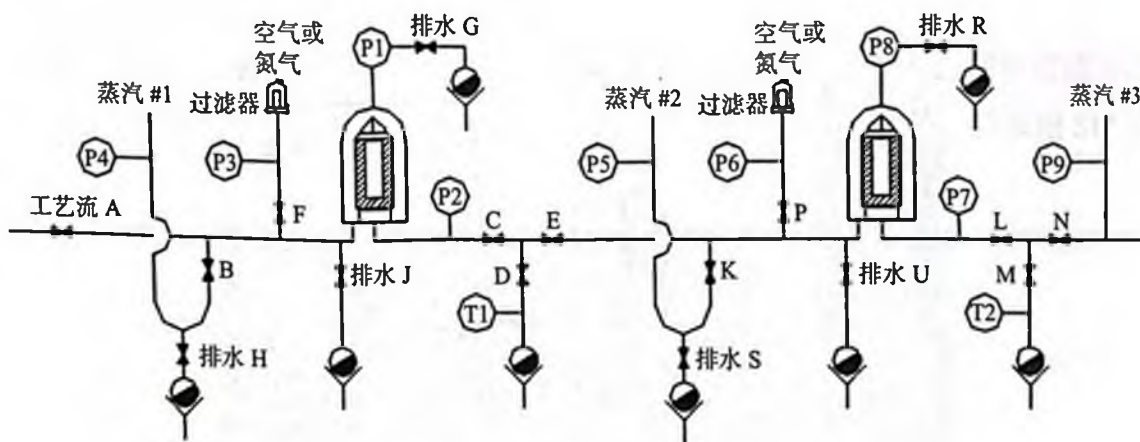 排水 G
排水 R
空气或
氮气
空气或
氮气
P1
P8
蒸汽 #1
过滤器
蒸汽 #2
过滤器
蒸汽 #3
P4
P3
P5
P6
P9
P2
P7
工艺流 A
F
P
C
E
L
N
B
排水 J
D
K
排水 U
M
T1
T2
排水 H
排水 S